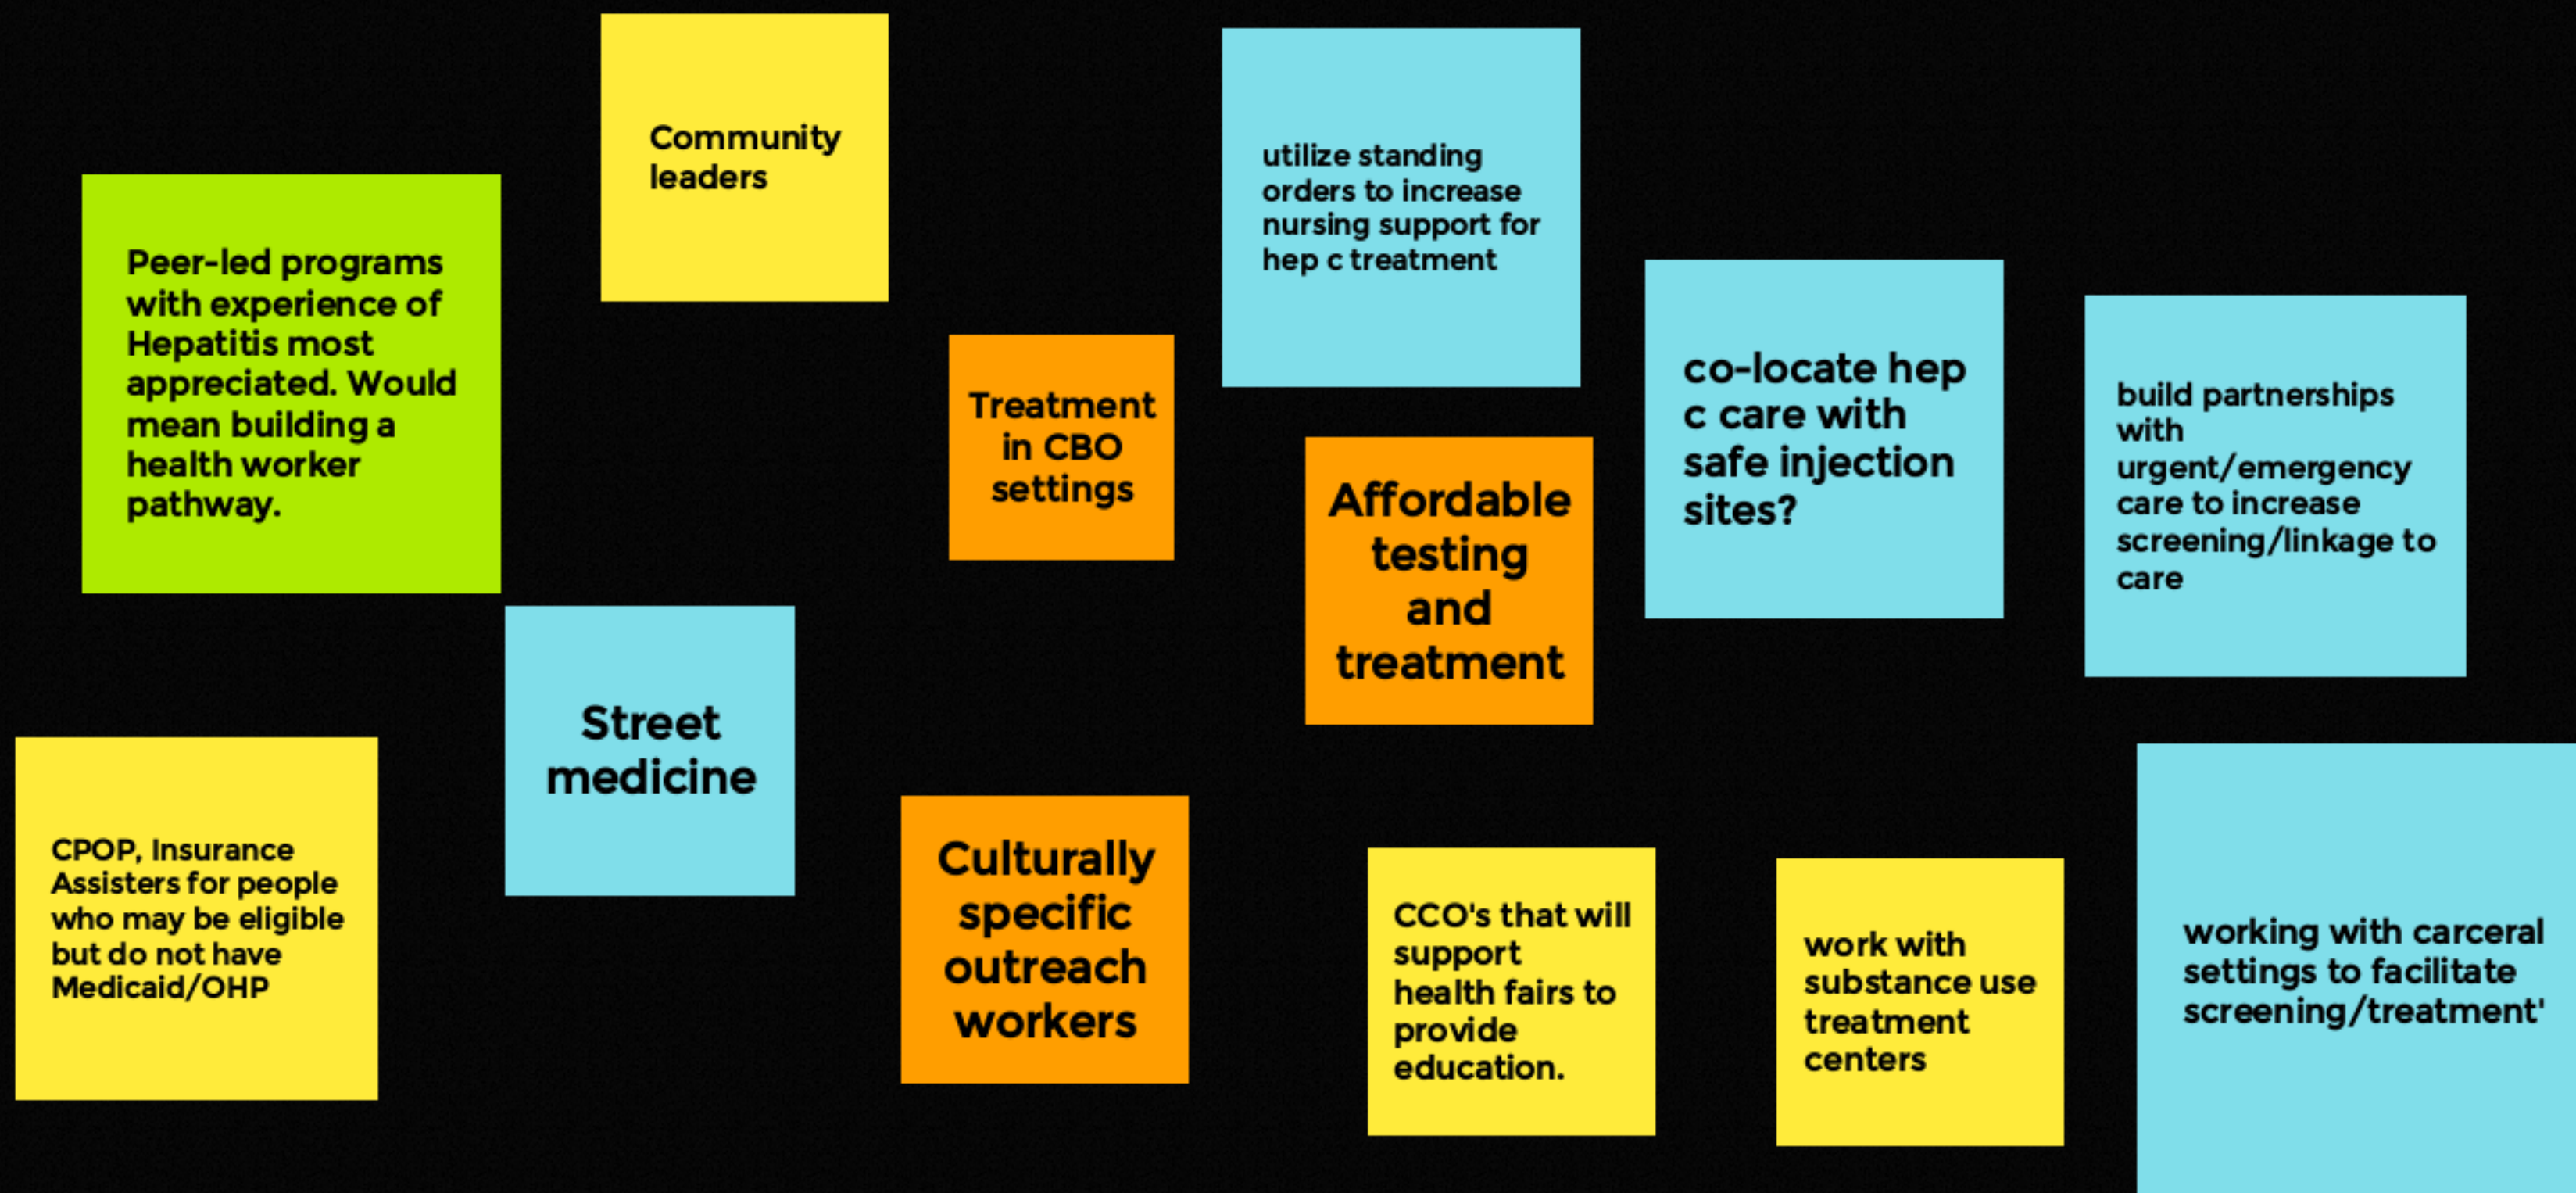 Community
leaders
utilize standing
orders to increase
nursing support for
hep c treatment
Peer-led programs
with experience of
Hepatitis most
appreciated. Would
mean building a
health worker
pathway.
Treatment
in CBO
settings
co-locate hep
c care with
safe injection
sites?
build partnerships
with
urgent/emergency
care to increase
screening/linkage to
care
Affordable
testing
and
treatment
Street
medicine
CPOP, Insurance
Assisters for people
who may be eligible
but do not have
Medicaid/OHP
Culturally
specific
outreach
workers
CCO's that will
support
health fairs to
provide
education.
work with
substance use
treatment
centers
working with carceral
settings to facilitate
screening/treatment'